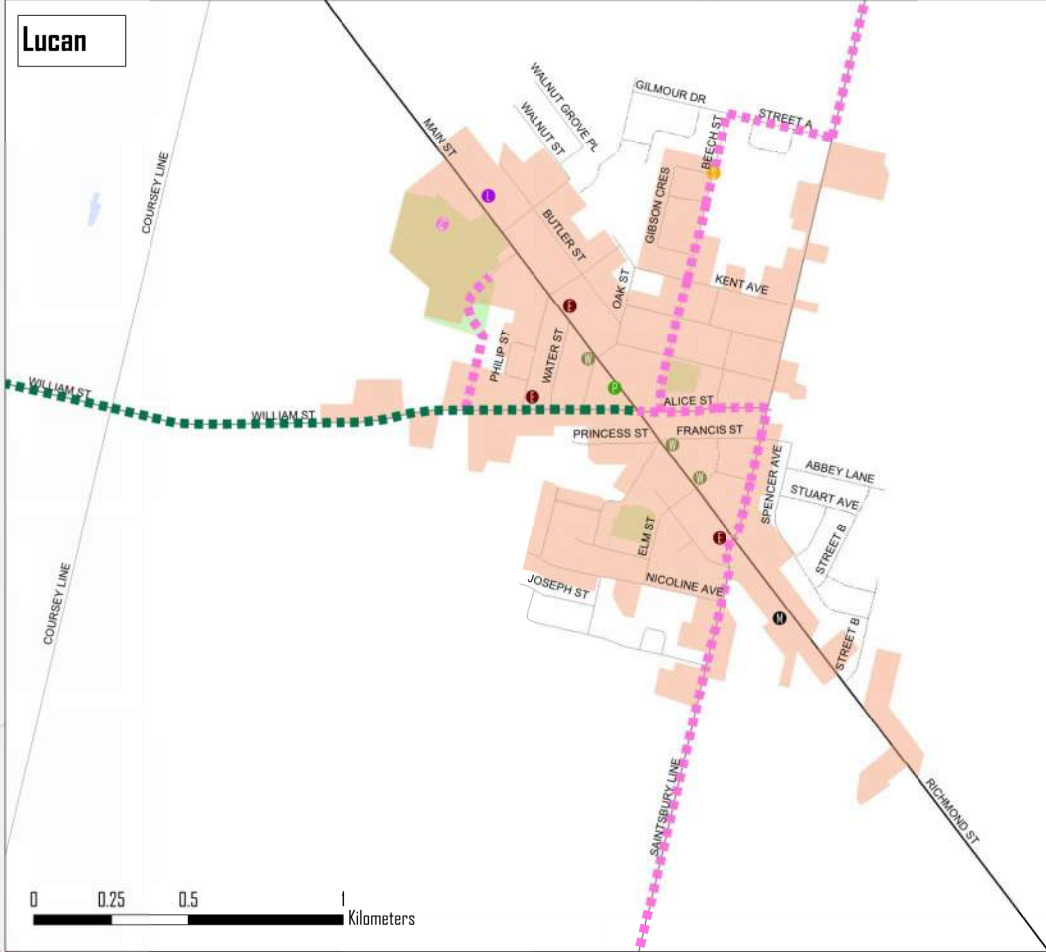 Lucan
WALNUT GROVE PL
WALNUT ST
GILMOUR DR
STREET A
BEECH ST
MAIN ST
COURSEY LINE
L
C
GIBSON CRES
BUTLER ST
OAK ST
KENT AVE
E
WATER ST
PHILIP ST
W
P
E
WILLIAM ST
WILLIAM ST
ALICE ST
PRINCESS ST
FRANCIS ST
W
W
SPENCER AVE
ABBEY LANE
STUART AVE
STREET B
ELM ST
E
NICOLINE AVE
JOSEPH ST
COURSEY LINE
M
STREET B
SAINTSBURY LINE
RICHMOND ST
0 0.25 0.5 1
Kilometers